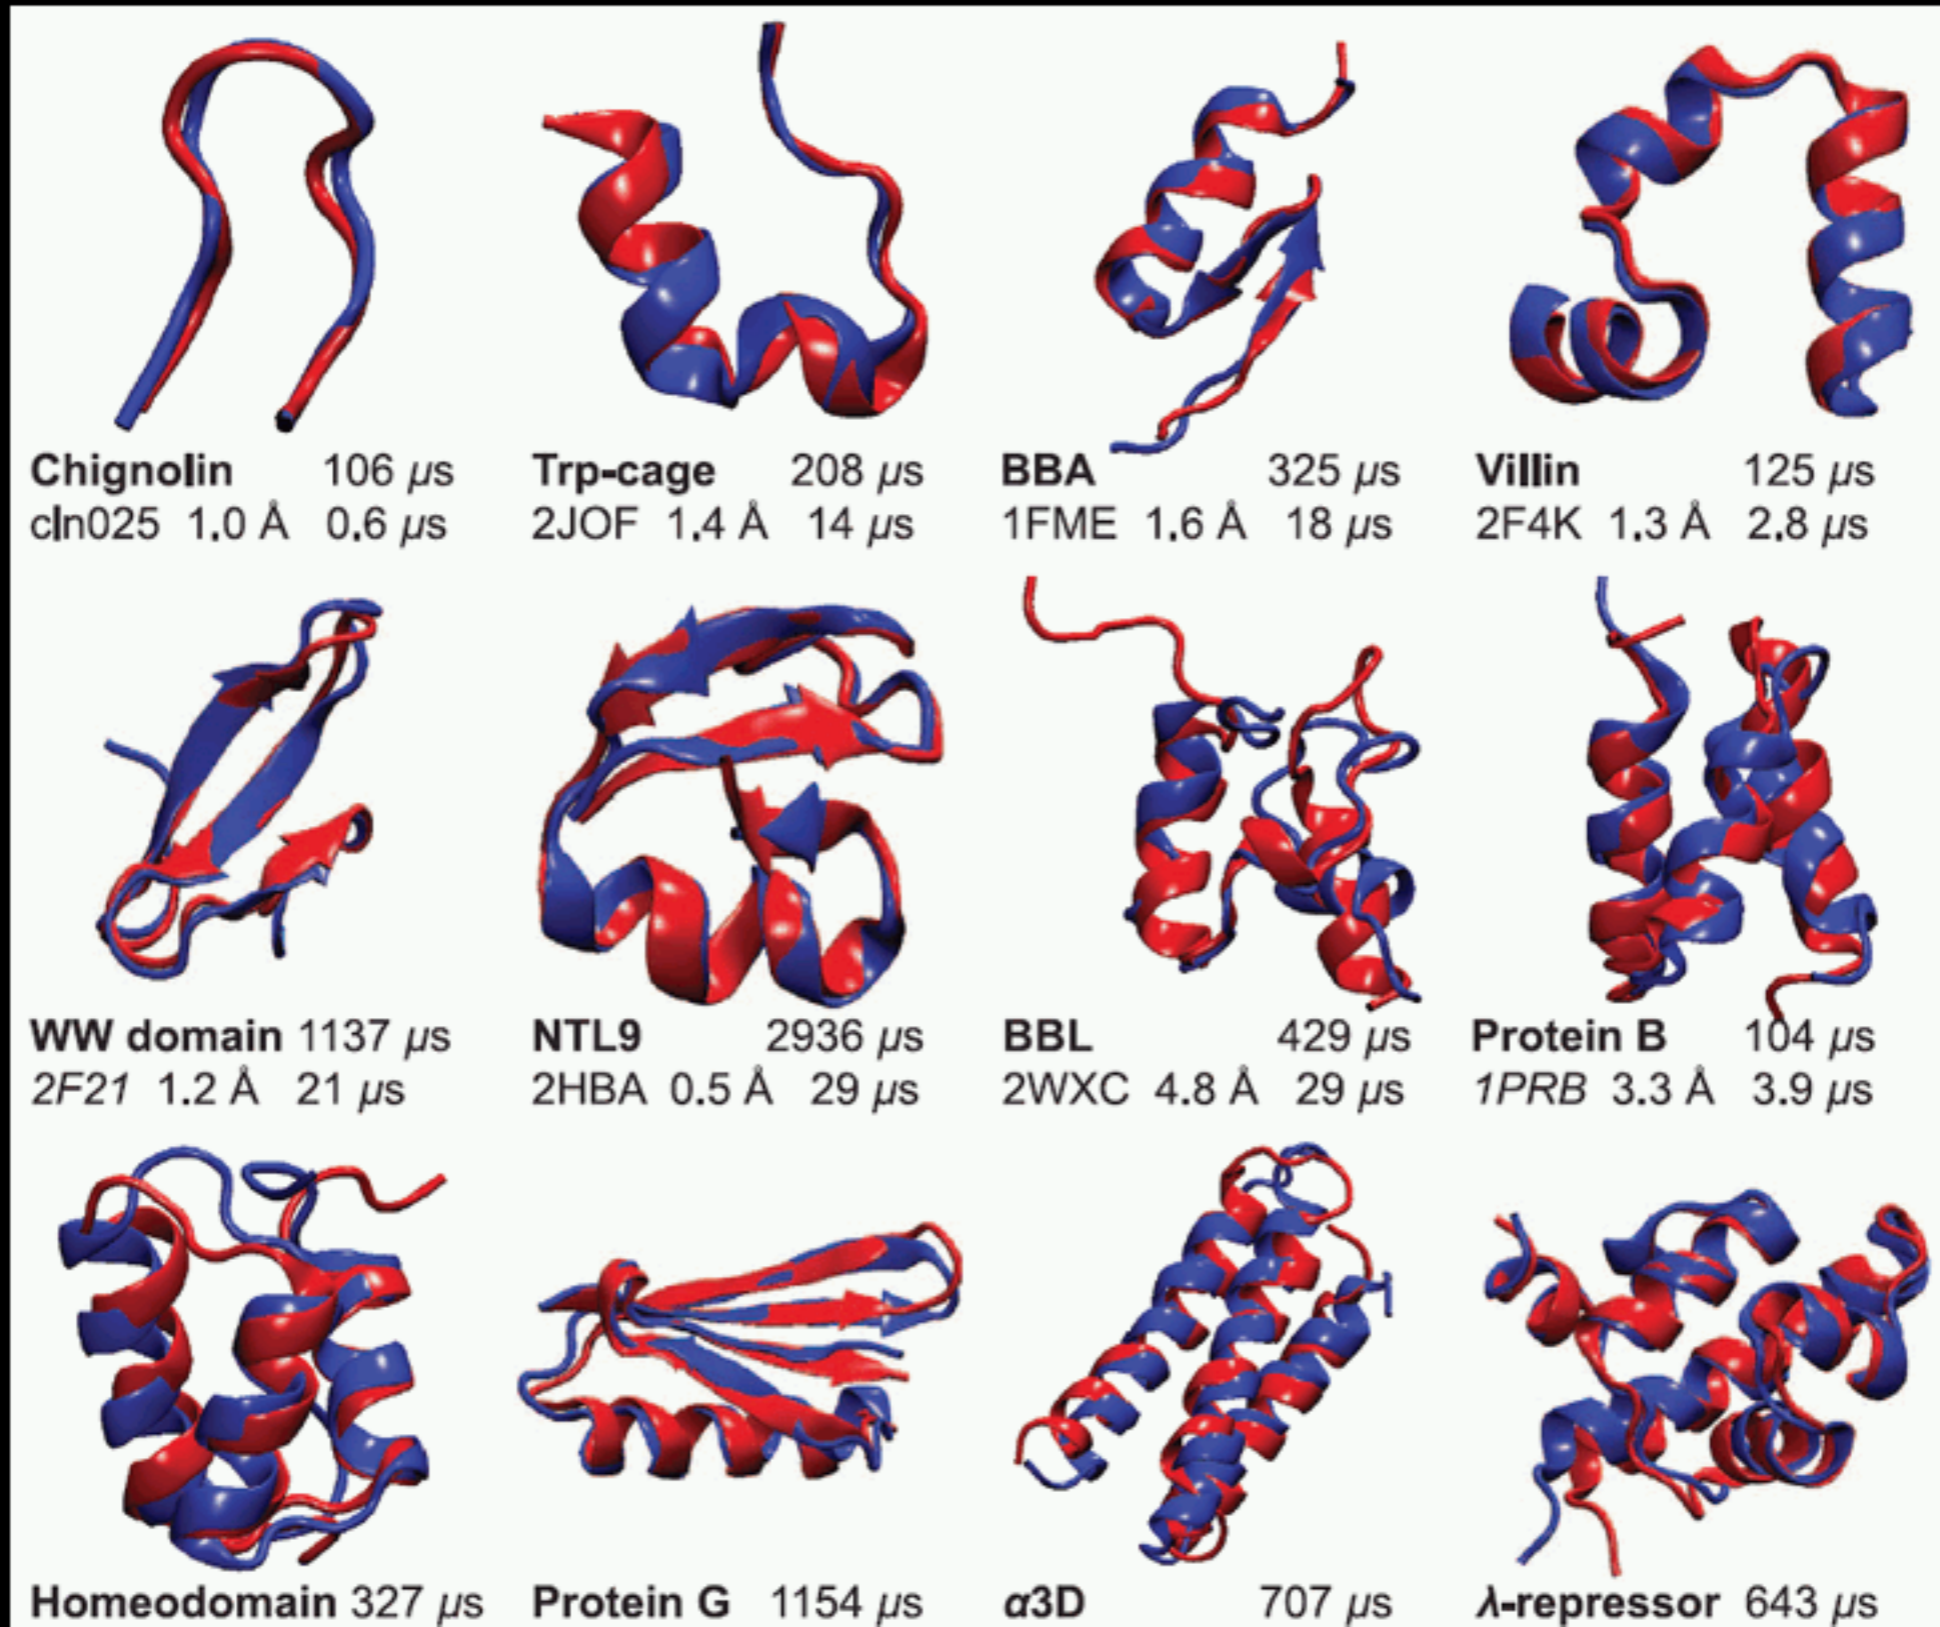 Chignolin 106 µs
cln025 1.0 Å 0.6 µs
Trp-cage 208 µs
2JOF 1.4 Å 14 µs
BBA 325 µs
1FME 1.6 Å 18 µs
Villin 125 µs
2F4K 1.3 Å 2.8 µs
WW domain 1137 µs
2F21 1.2 Å 21 µs
NTL9 2936 µs
2HBA 0.5 Å 29 µs
BBL 429 µs
2WXC 4.8 Å 29 µs
Protein B 104 µs
1PRB 3.3 Å 3.9 µs
Homeodomain 327 µs
Protein G 1154 µs
α3D 707 µs
λ-repressor 643 µs